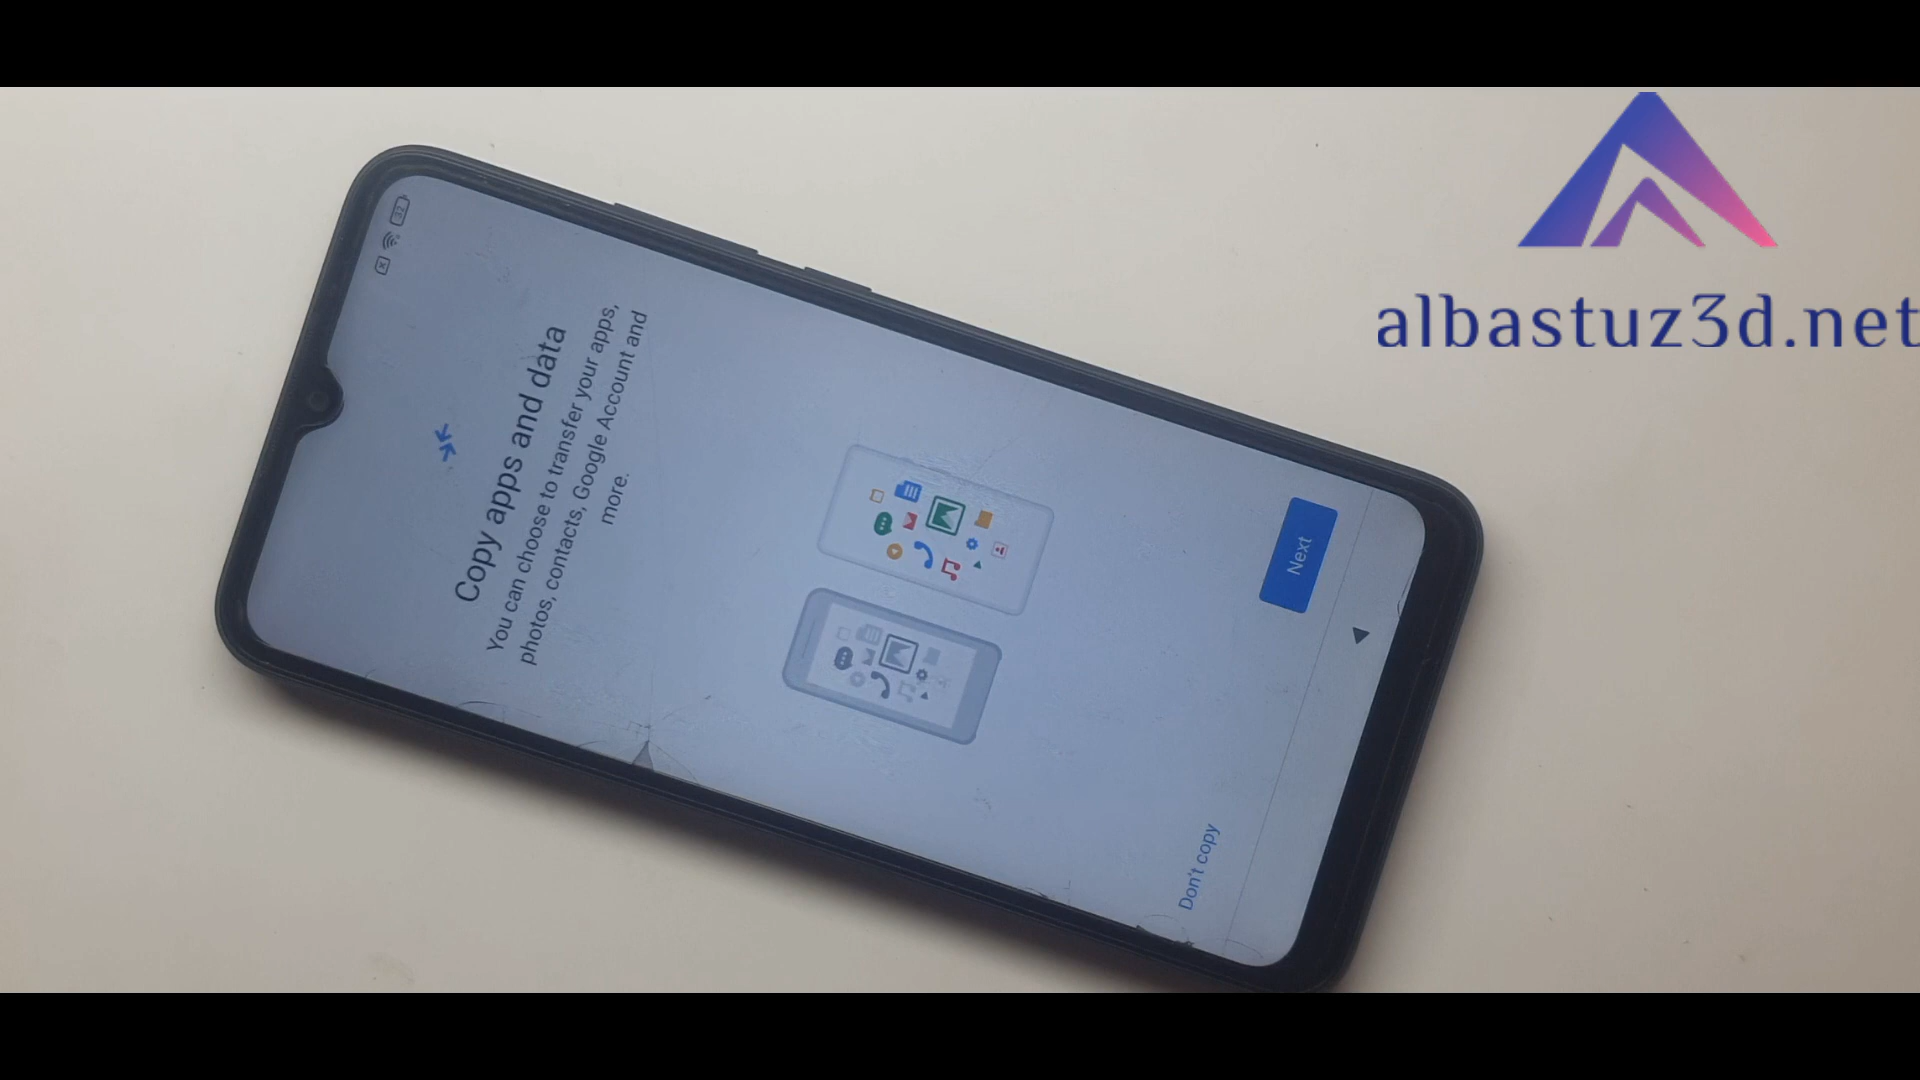 32
Copy apps and data
You can choose to transfer your apps,
photos, contacts, Google Account and
more.
Next
Don't copy
albastuz3d.net